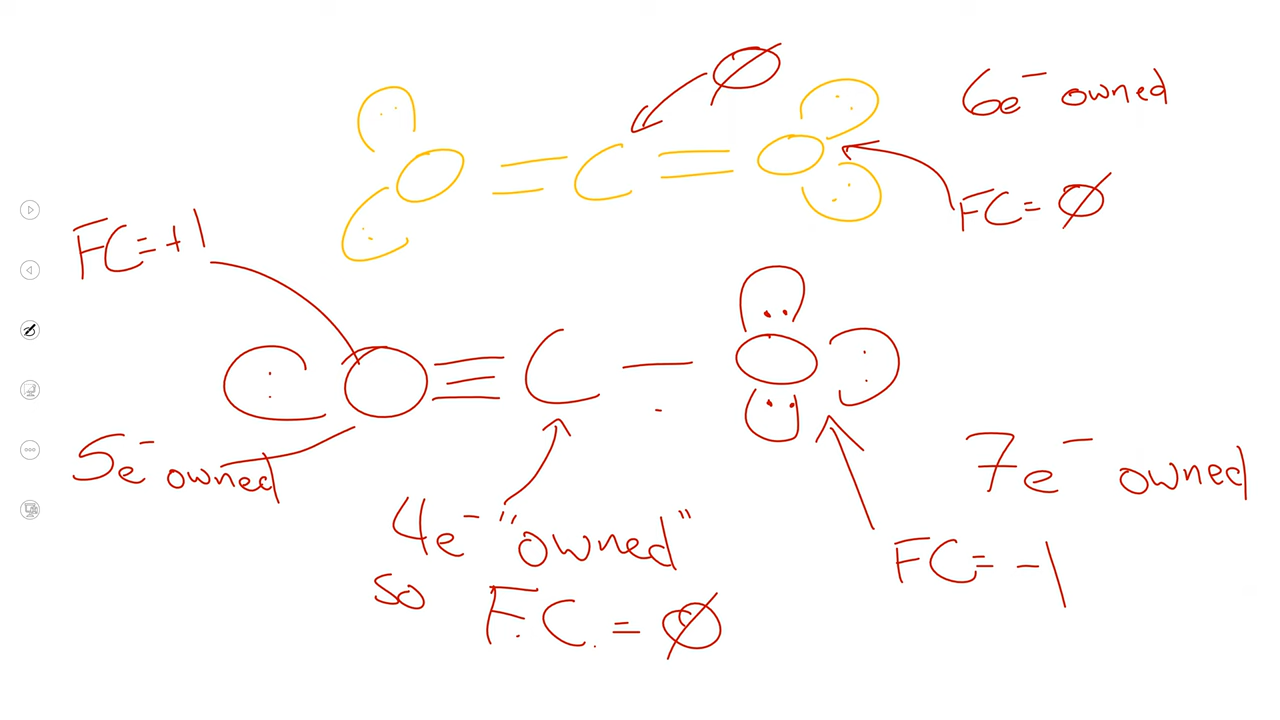 ∅
6e⁻ owned
O = C = O
FC = ∅
FC = +1
O ≡ C — O
5e⁻ owned
7e⁻ owned
4e⁻ "owned"
FC = -1
so F.C. = ∅